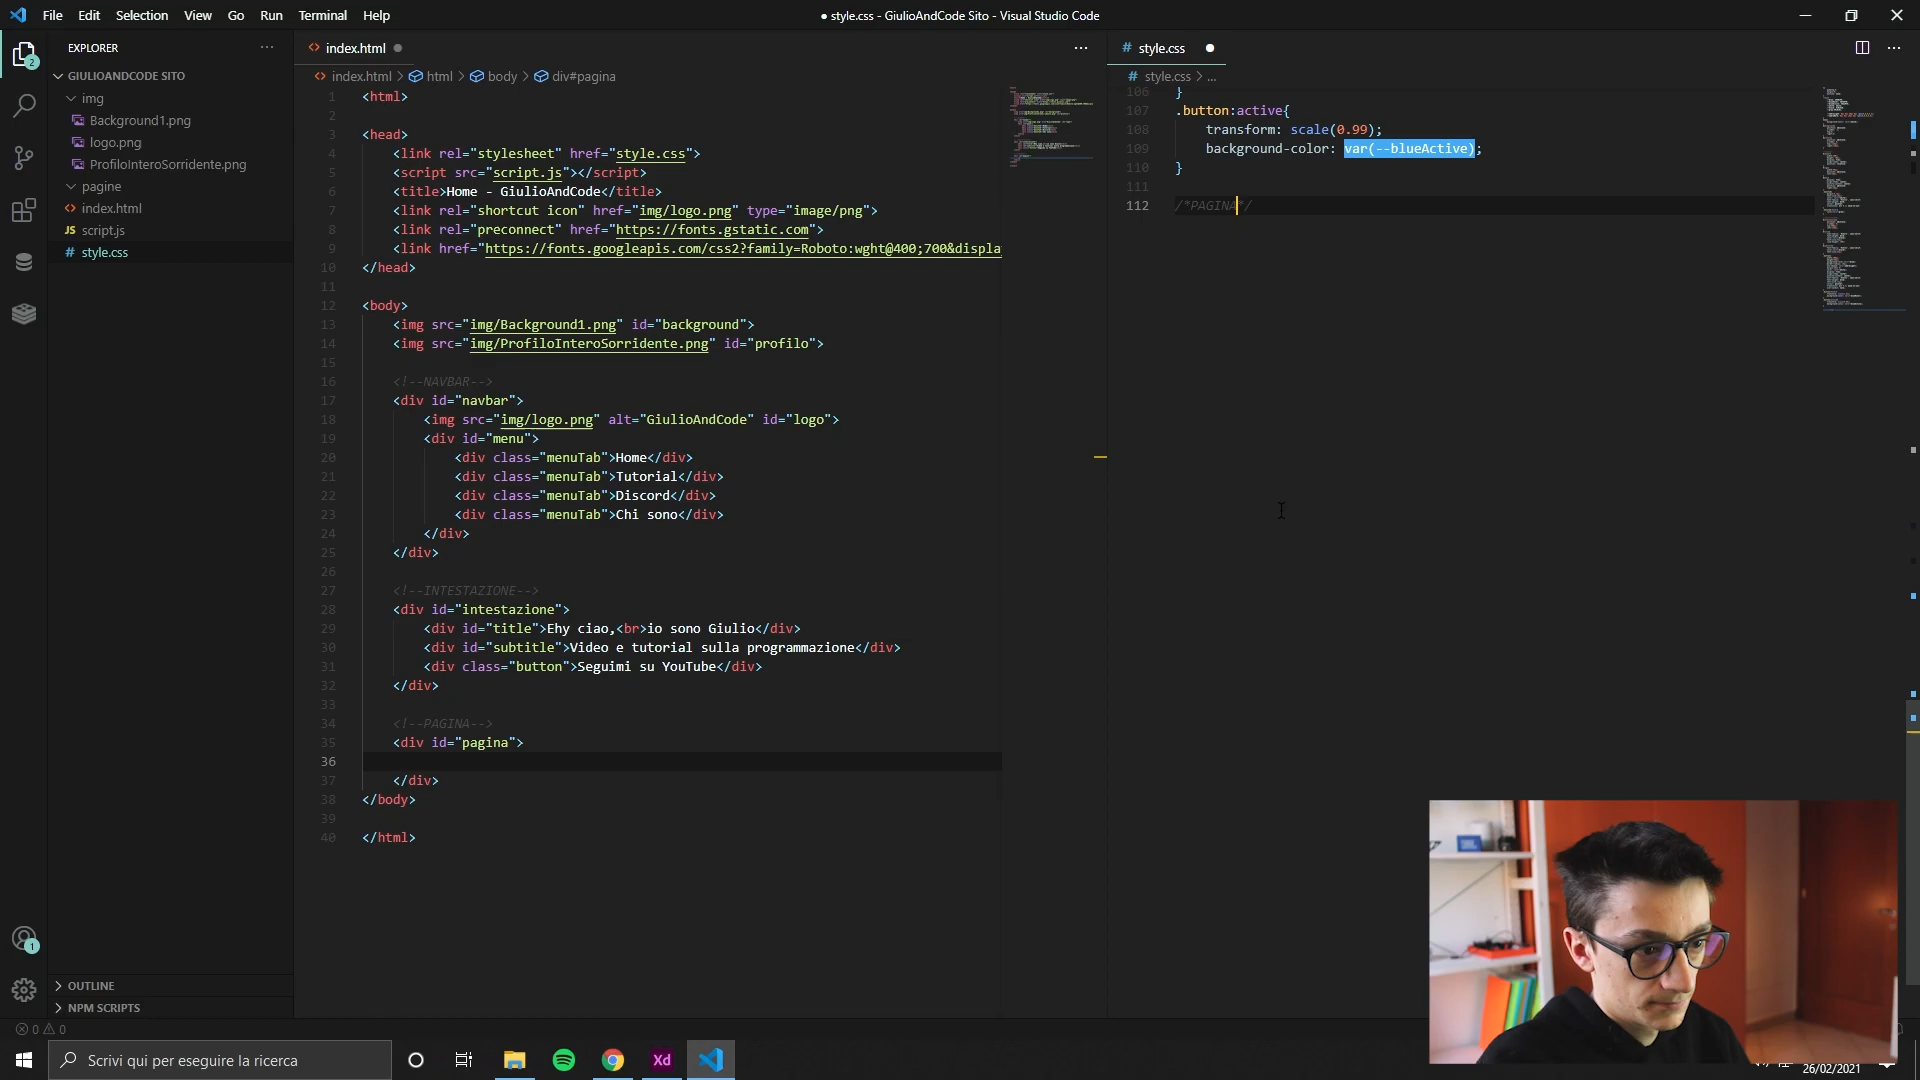 File Edit Selection View Go Run Terminal Help
● style.css - GiulioAndCode Sito - Visual Studio Code
EXPLORER
GIULIOANDCODE SITO
img
Background1.png
logo.png
ProfiloInteroSorridente.png
pagine
index.html
JS script.js
# style.css
OUTLINE
NPM SCRIPTS
2
1
0 0
index.html
index.html > html > body > div#pagina
1 <html>
2
3 <head>
4 <link rel="stylesheet" href="style.css">
5 <script src="script.js"></script>
6 <title>Home - GiulioAndCode</title>
7 <link rel="shortcut icon" href="img/logo.png" type="image/png">
8 <link rel="preconnect" href="https://fonts.gstatic.com">
9 <link href="https://fonts.googleapis.com/css2?family=Roboto:wght@400;700&displa
10 </head>
11
12 <body>
13 <img src="img/Background1.png" id="background">
14 <img src="img/ProfiloInteroSorridente.png" id="profilo">
15
16 <!--NAVBAR-->
17 <div id="navbar">
18 <img src="img/logo.png" alt="GiulioAndCode" id="logo">
19 <div id="menu">
20 <div class="menuTab">Home</div>
21 <div class="menuTab">Tutorial</div>
22 <div class="menuTab">Discord</div>
23 <div class="menuTab">Chi sono</div>
24 </div>
25 </div>
26
27 <!--INTESTAZIONE-->
28 <div id="intestazione">
29 <div id="title">Ehy ciao,<br>io sono Giulio</div>
30 <div id="subtitle">Video e tutorial sulla programmazione</div>
31 <div class="button">Seguimi su YouTube</div>
32 </div>
33
34 <!--PAGINA-->
35 <div id="pagina">
36
37 </div>
38 </body>
39
40 </html>
# style.css
# style.css > ...
106 }
107 .button:active{
108 transform: scale(0.99);
109 background-color: var(--blueActive);
110 }
111
112 /*PAGINA*/
Scrivi qui per eseguire la ricerca
Xd
26/02/2021